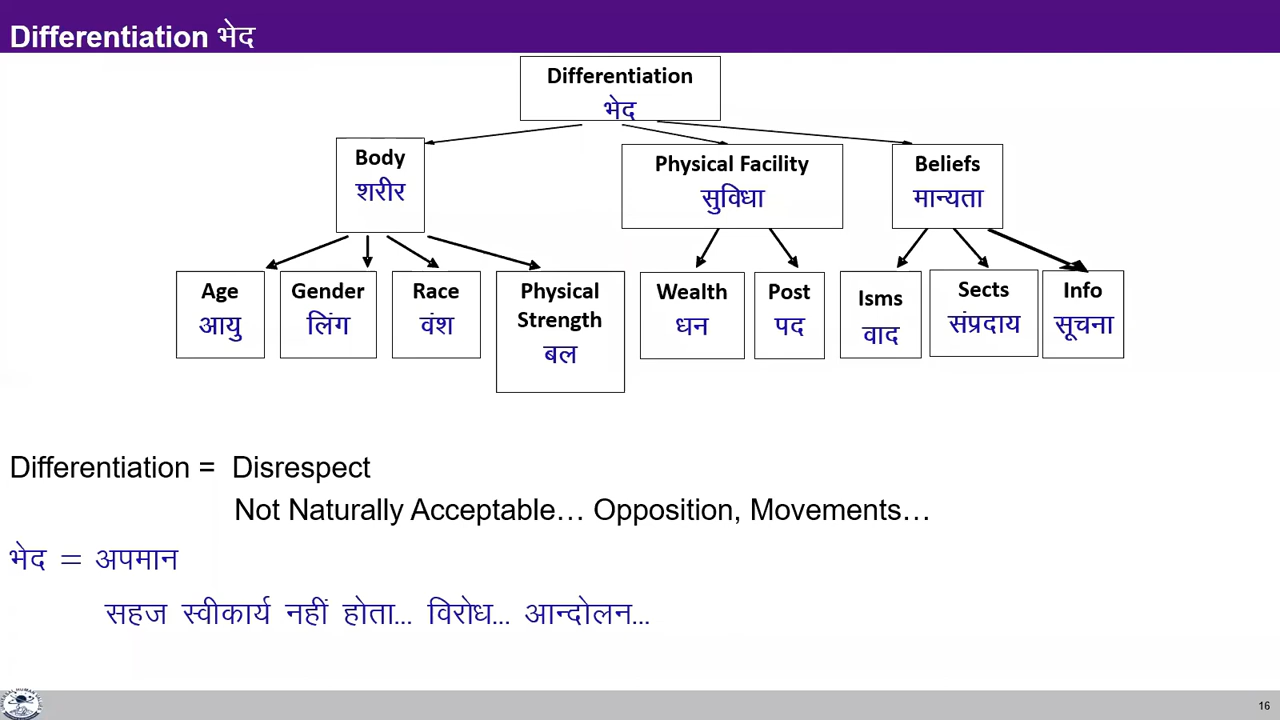 Differentiation भेद
Differentiation
भेद
Body
शरीर
Physical Facility
सुविधा
Beliefs
मान्यता
Age
आयु
Gender
लिंग
Race
वंश
Physical
Strength
बल
Wealth
धन
Post
पद
Isms
वाद
Sects
संप्रदाय
Info
सूचना
Differentiation = Disrespect
Not Naturally Acceptable… Opposition, Movements…
भेद = अपमान
सहज स्वीकार्य नहीं होता… विरोध… आन्दोलन…
16